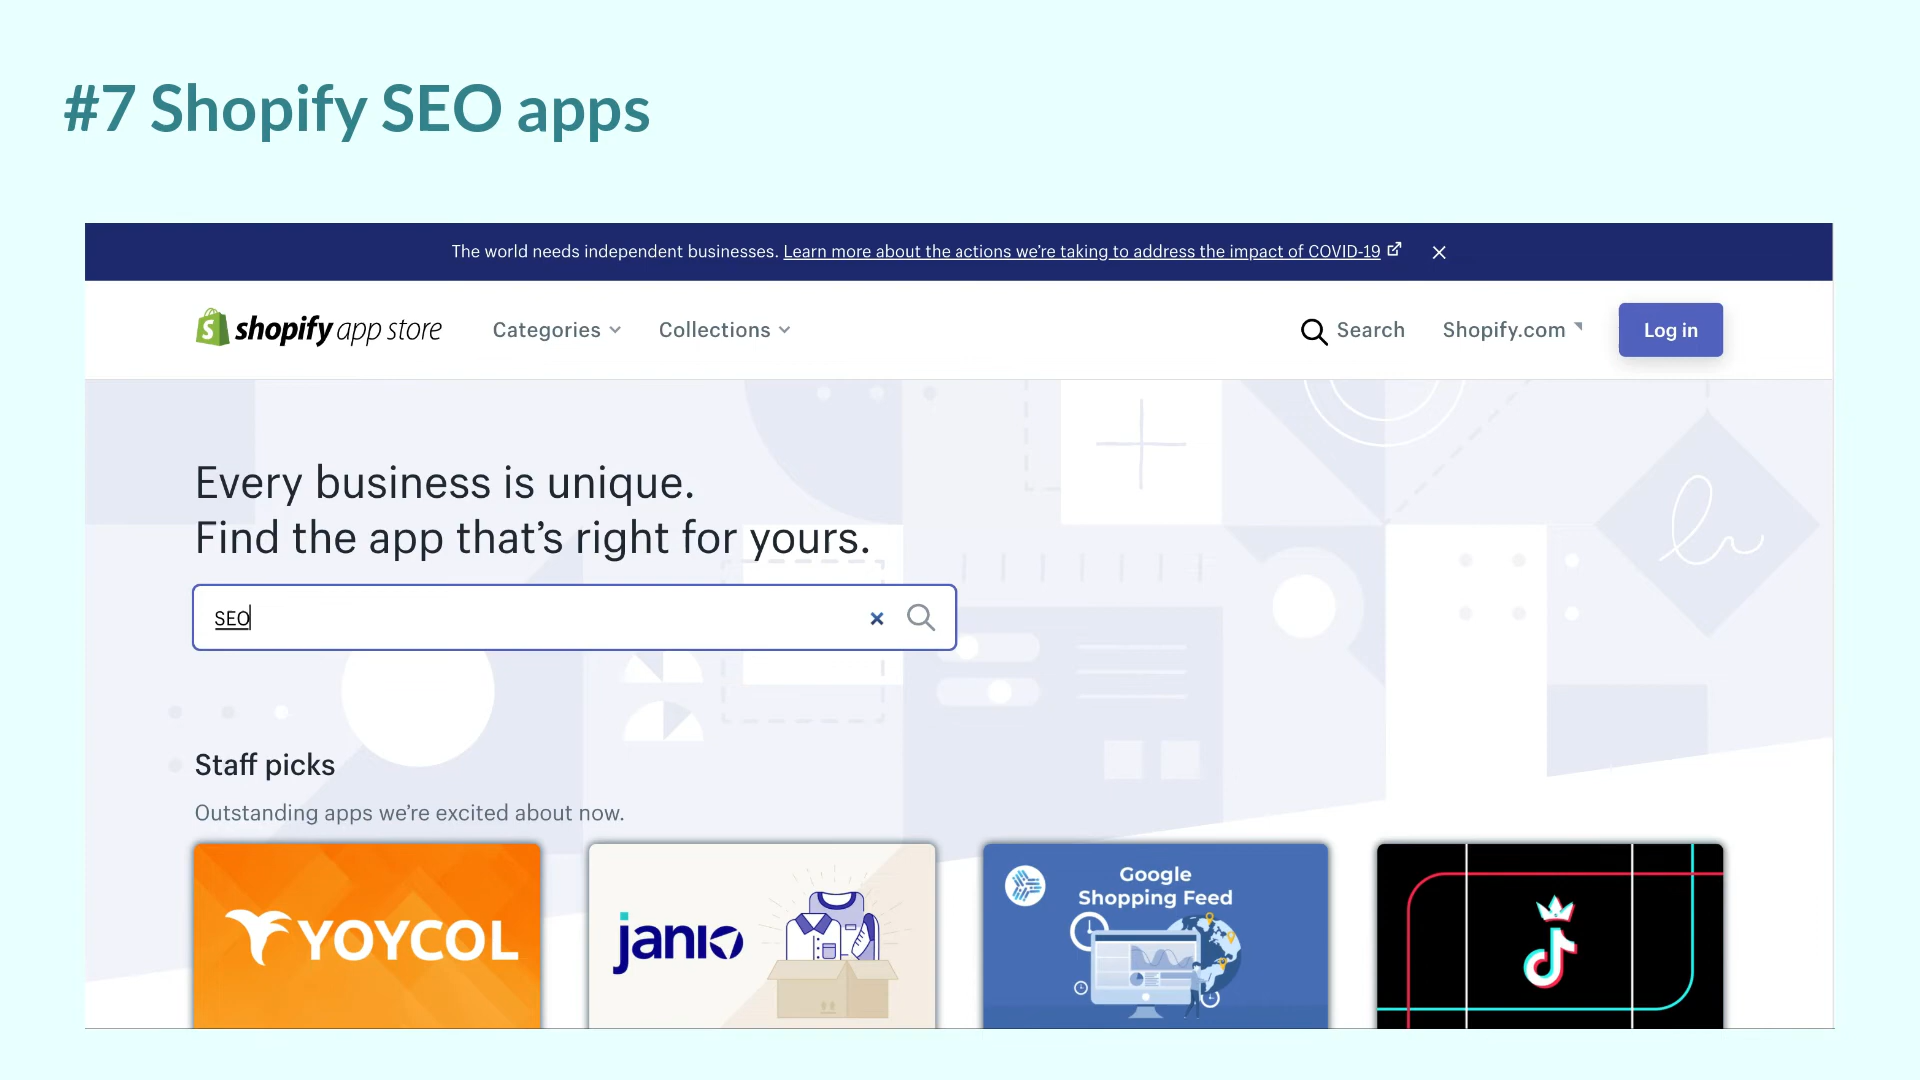 #7 Shopify SEO apps
The world needs independent businesses. Learn more about the actions we're taking to address the impact of COVID-19
shopify app store
Categories
Collections
Search
Shopify.com
Log in
Every business is unique.
Find the app that's right for yours.
SEO
Staff picks
Outstanding apps we're excited about now.
YOYCOL
janio
Google
Shopping Feed